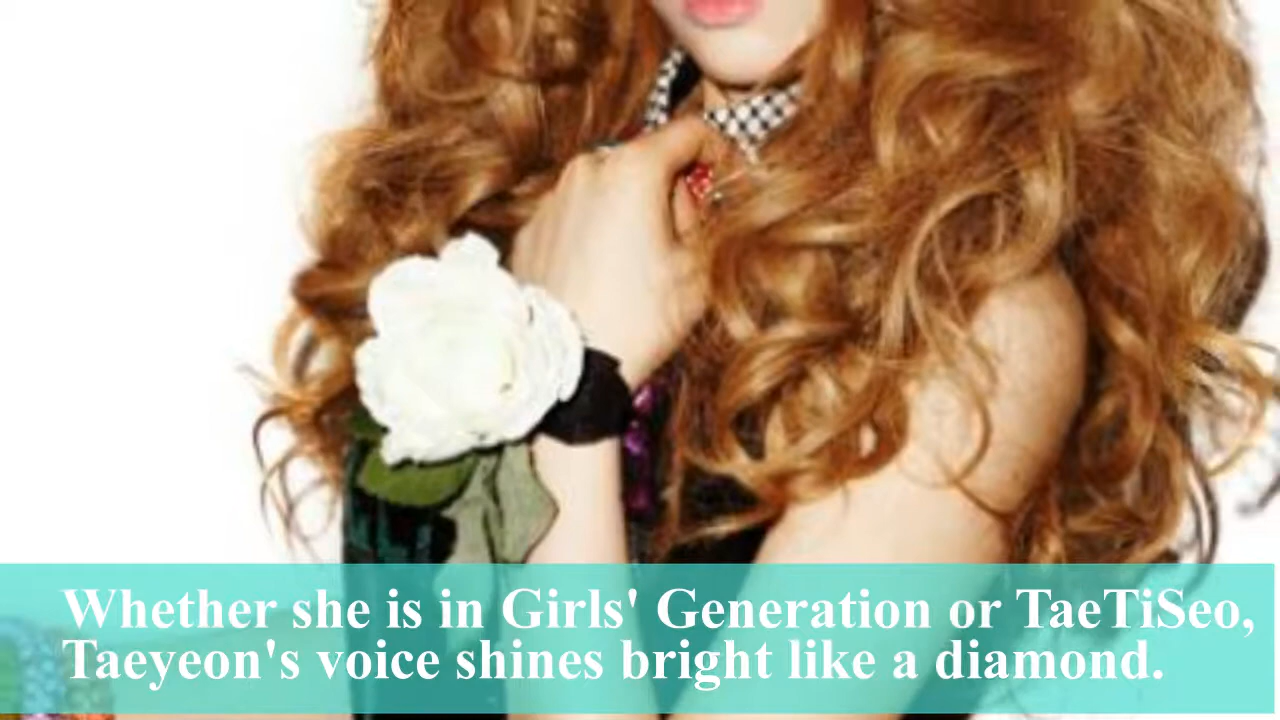 Whether she is in Girls' Generation or TaeTiSeo,
Taeyeon's voice shines bright like a diamond.